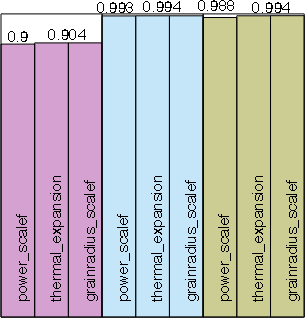 0.9
0.904
0.993
0.994
0.988
0.994
power_scalef
thermal_expansion
grainradius_scalef
power_scalef
thermal_expansion
grainradius_scalef
power_scalef
thermal_expansion
grainradius_scalef